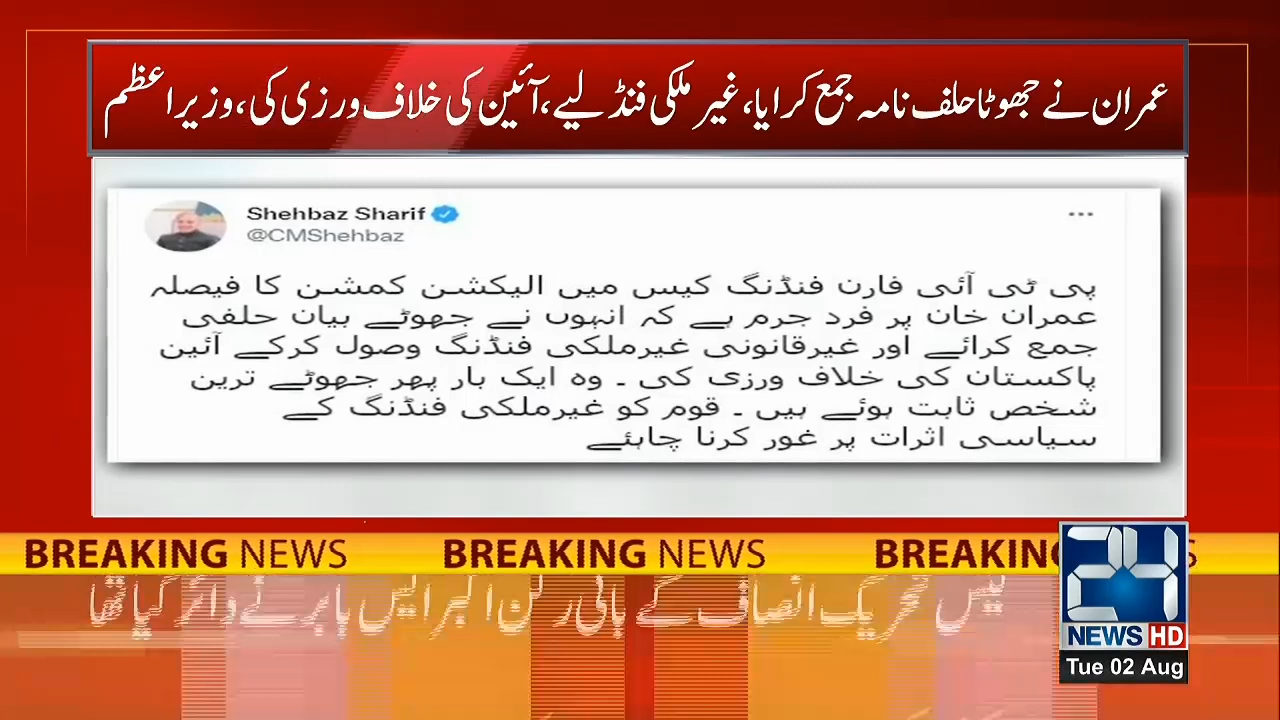 عمران نے جھوٹا حلف نامہ جمع کرایا، غیر ملکی فنڈ لیے، آئین کی خلاف ورزی کی، وزیراعظم
Shehbaz Sharif
@CMShehbaz
پی ٹی آئی فارن فنڈنگ کیس میں الیکشن کمشن کا فیصلہ
عمران خان پر فرد جرم ہے کہ انہوں نے جھوٹے بیان حلفی
جمع کرائے اور غیرقانونی غیرملکی فنڈنگ وصول کرکے آئین
پاکستان کی خلاف ورزی کی ۔ وہ ایک بار پھر جھوٹے ترین
شخص ثابت ہوئے ہیں ۔ قوم کو غیرملکی فنڈنگ کے
سیاسی اثرات پر غور کرنا چاہئے
BREAKING NEWS BREAKING NEWS BREAKING
کیس تحریک انصاف کے بانی رکن اکبر ایس بابر نے دائر کیا تھا
24
NEWS HD
Tue 02 Aug